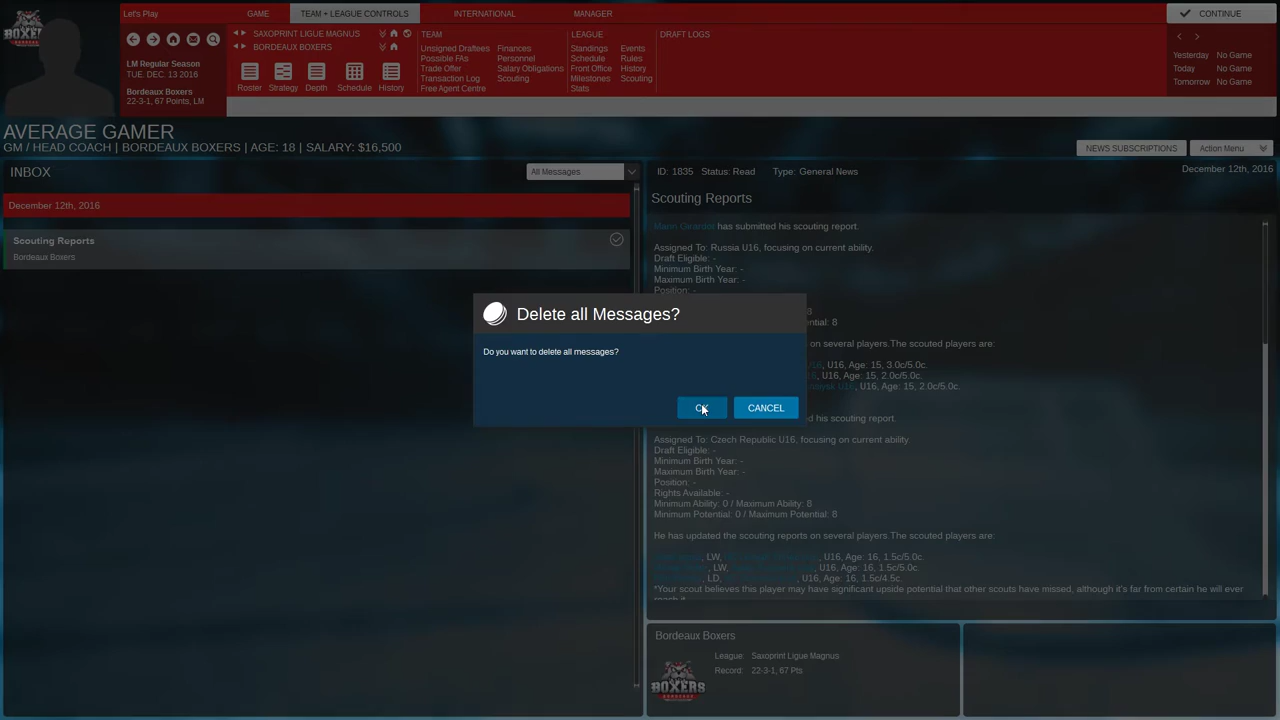 Let's Play
GAME
TEAM + LEAGUE CONTROLS
INTERNATIONAL
MANAGER
CONTINUE
SAXOPRINT LIGUE MAGNUS
BORDEAUX BOXERS
LM Regular Season
TUE. DEC. 13 2016
Bordeaux Boxers
22-3-1, 67 Points, LM
Roster
Strategy
Depth
Schedule
History
TEAM
Unsigned Draftees
Finances
Possible FAs
Personnel
Trade Offer
Salary Obligations
Transaction Log
Scouting
Free Agent Centre
LEAGUE
Standings
Events
Schedule
Rules
Front Office
History
Milestones
Scouting
Stats
DRAFT LOGS
Yesterday No Game
Today No Game
Tomorrow No Game
AVERAGE GAMER
GM / HEAD COACH | BORDEAUX BOXERS | AGE: 18 | SALARY: $16,500
NEWS SUBSCRIPTIONS
Action Menu
INBOX
All Messages
December 12th, 2016
Scouting Reports
Bordeaux Boxers
ID: 1835 Status: Read Type: General News
December 12th, 2016
Scouting Reports
has submitted his scouting report.
Assigned To: Russia U16, focusing on current ability.
Draft Eligible: -
Minimum Birth Year: -
Maximum Birth Year: -
Position: -
8
ntial: 8
on several players.The scouted players are:
, U16, Age: 15, 3.0c/5.0c.
, U16, Age: 15, 2.0c/5.0c.
U16, Age: 15, 2.0c/5.0c.
d his scouting report.
Assigned To: Czech Republic U16, focusing on current ability.
Draft Eligible: -
Minimum Birth Year: -
Maximum Birth Year: -
Position: -
Rights Available: -
Minimum Ability: 0 / Maximum Ability: 8
Minimum Potential: 0 / Maximum Potential: 8
He has updated the scouting reports on several players.The scouted players are:
, LW, , U16, Age: 16, 1.5c/5.0c.
, LW, , U16, Age: 16, 1.5c/5.0c.
, LD, , U16, Age: 16, 1.5c/4.5c.
*Your scout believes this player may have significant upside potential that other scouts have missed, although it's far from certain he will ever
reach it
Delete all Messages?
Do you want to delete all messages?
OK
CANCEL
Bordeaux Boxers
League: Saxoprint Ligue Magnus
Record: 22-3-1, 67 Pts
BOXERS
BORDEAUX